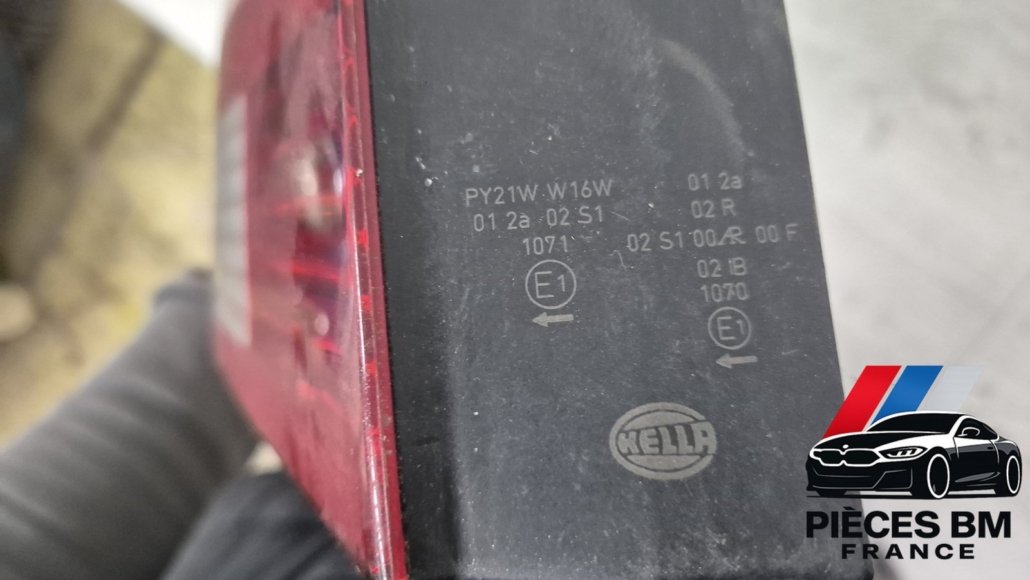 PY21W W16W
01 2a 02 S1
1071
E1
01 2a
02 R
02 S1 00 AR 00 F
02 IB
1070
E1
HELLA
PIÈCES BM
FRANCE